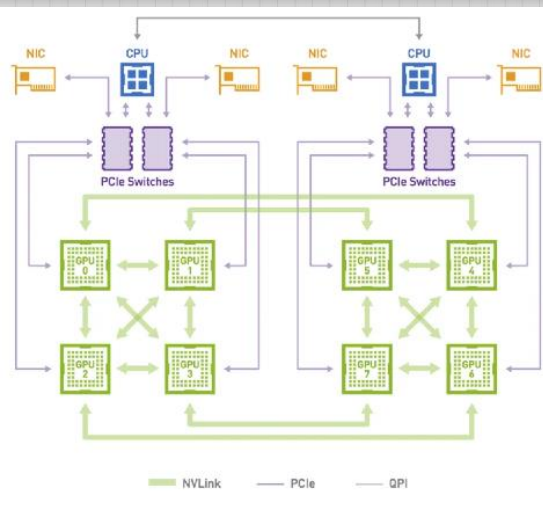 NIC
CPU
NIC
NIC
CPU
NIC
PCIe Switches
PCIe Switches
GPU
0
GPU
1
GPU
5
GPU
4
GPU
2
GPU
3
GPU
7
GPU
6
NVLink
PCIe
QPI